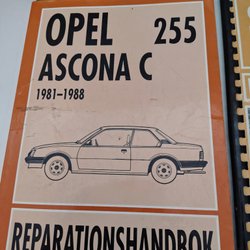 OPEL 255
ASCONA C
1981-1988
REPARATIONSHANDBOK